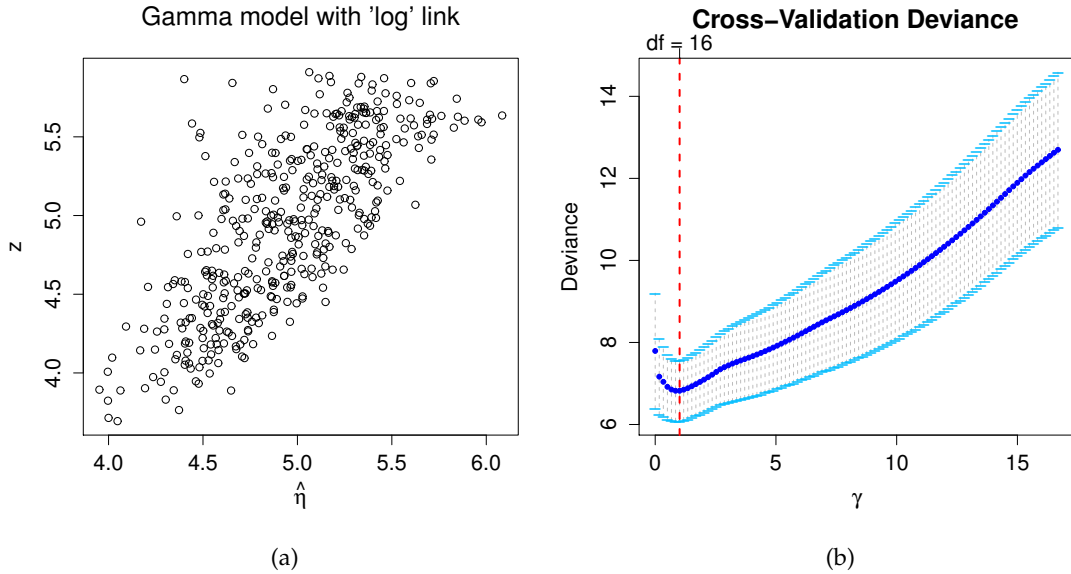 Gamma model with 'log' link
z
5.5
5.0
4.5
4.0
4.0 4.5 5.0 5.5 6.0
η̂
(a)
Cross−Validation Deviance
df = 16
Deviance
14
12
10
8
6
0 5 10 15
γ
(b)